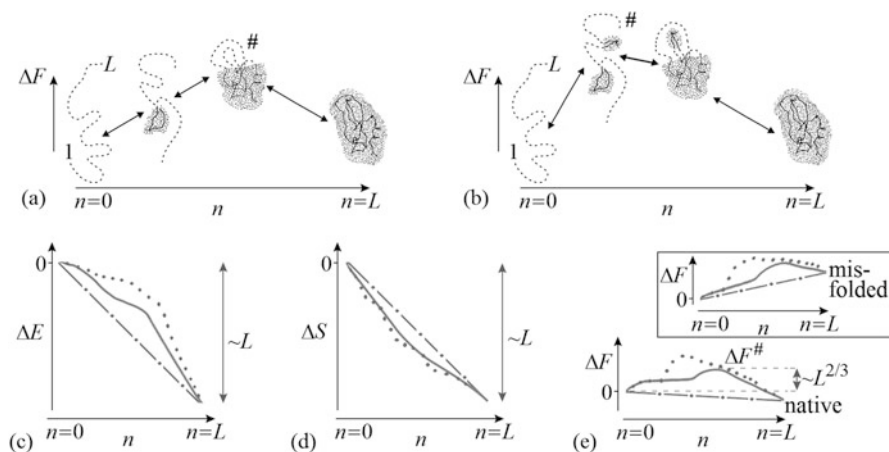 #
L
ΔF
1
(a)
n=0
n
n=L
#
L
ΔF
1
(b)
n=0
n
n=L
0
ΔE
~L
(c)
n=0
n
n=L
0
ΔS
~L
(d)
n=0
n
n=L
ΔF
0
mis-
folded
n=0
n
n=L
ΔF
ΔF#
~L2/3
0
native
(e)
n=0
n
n=L